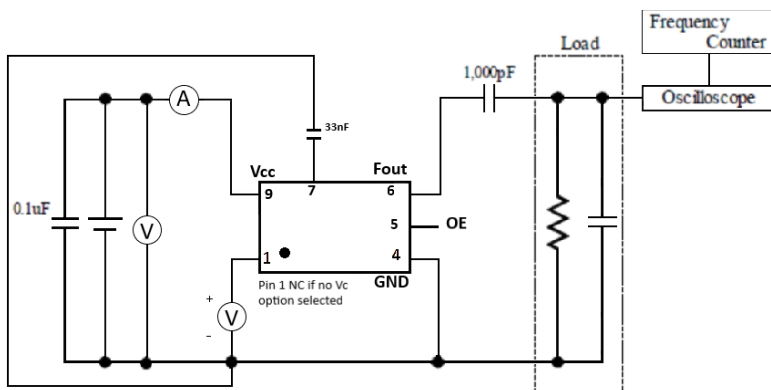 Frequency
Counter
Load
1,000pF
Oscilloscope
A
33nF
Vcc
7
Fout
9
6
0.1uF
V
5
OE
1
4
Pin 1 NC if no Vc
option selected
GND
+
V
-